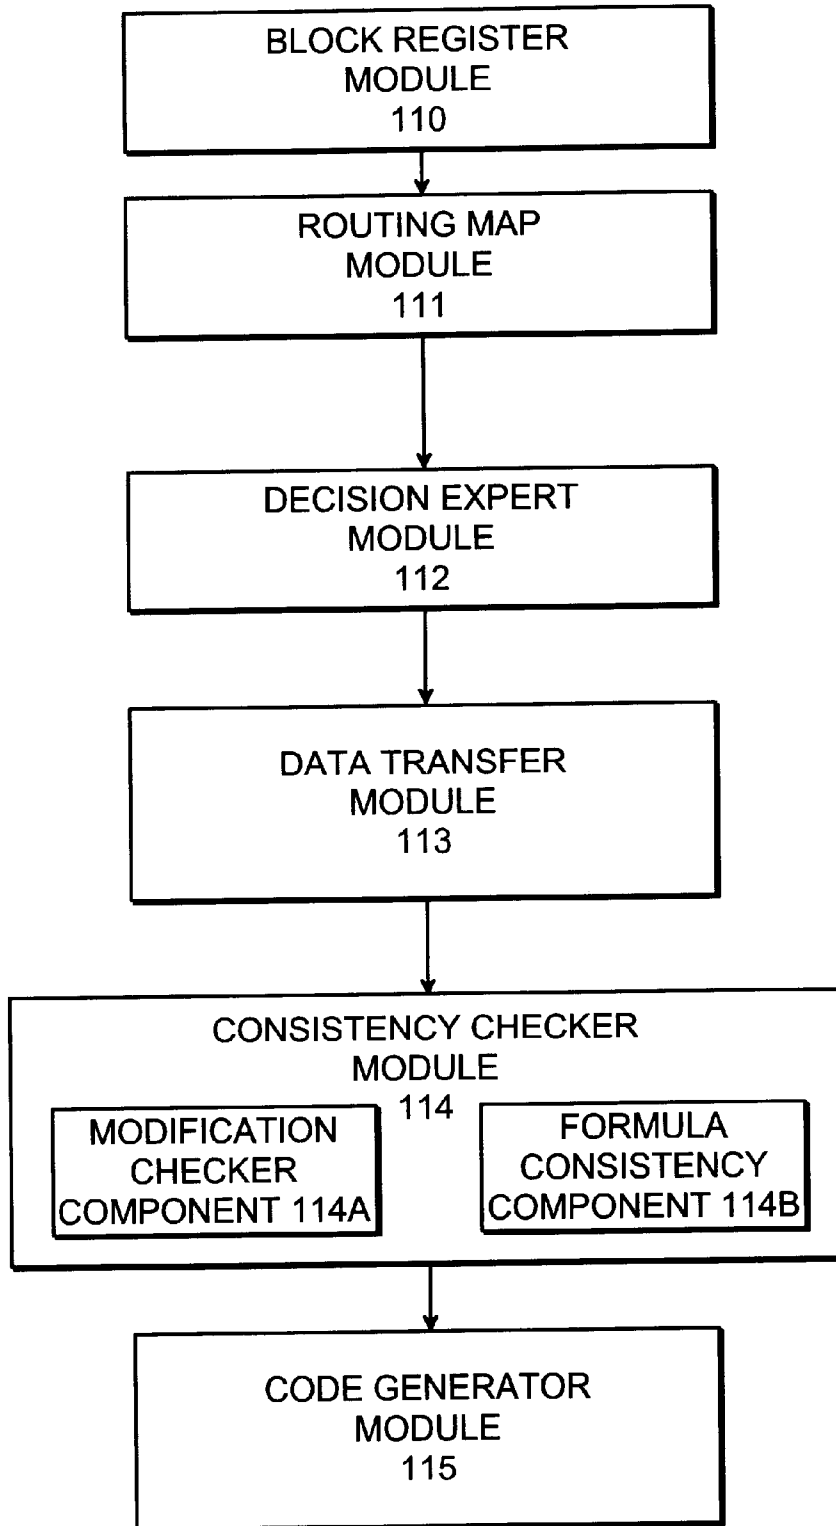 BLOCK REGISTER
MODULE
110
ROUTING MAP
MODULE
111
DECISION EXPERT
MODULE
112
DATA TRANSFER
MODULE
113
CONSISTENCY CHECKER
MODULE
114
MODIFICATION
CHECKER
COMPONENT 114A
FORMULA
CONSISTENCY
COMPONENT 114B
CODE GENERATOR
MODULE
115